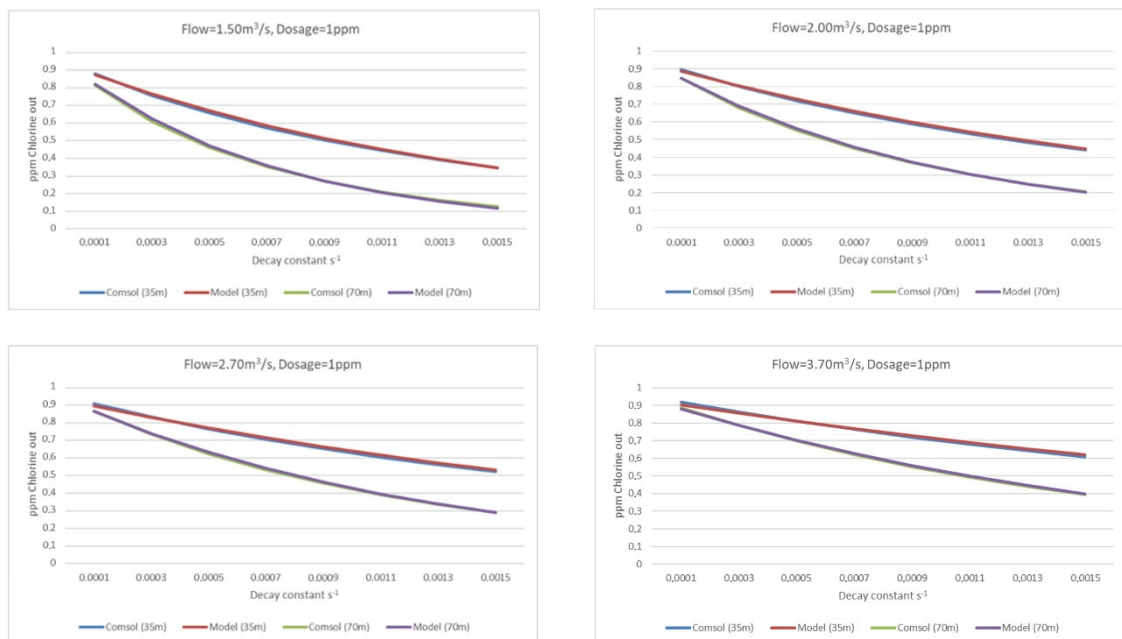 Flow=1.50m³/s, Dosage=1ppm
1
0,9
0,8
0,7
0,6
0,5
0,4
0,3
0,2
0,1
0
ppm Chlorine out
0,0001 0,0003 0,0005 0,0007 0,0009 0,0011 0,0013 0,0015
Decay constant s⁻¹
Comsol (35m) Model (35m) Comsol (70m) Model (70m)
Flow=2.00m³/s, Dosage=1ppm
1
0,9
0,8
0,7
0,6
0,5
0,4
0,3
0,2
0,1
0
ppm Chlorine out
0,0001 0,0003 0,0005 0,0007 0,0009 0,0011 0,0013 0,0015
Decay constant s⁻¹
Comsol (35m) Model (35m) Comsol (70m) Model (70m)
Flow=2.70m³/s, Dosage=1ppm
1
0,9
0,8
0,7
0,6
0,5
0,4
0,3
0,2
0,1
0
ppm Chlorine out
0,0001 0,0003 0,0005 0,0007 0,0009 0,0011 0,0013 0,0015
Decay constant s⁻¹
Comsol (35m) Model (35m) Comsol (70m) Model (70m)
Flow=3.70m³/s, Dosage=1ppm
1
0,9
0,8
0,7
0,6
0,5
0,4
0,3
0,2
0,1
0
ppm Chlorine out
0,0001 0,0003 0,0005 0,0007 0,0009 0,0011 0,0013 0,0015
Decay constant s⁻¹
Comsol (35m) Model (35m) Comsol (70m) Model (70m)